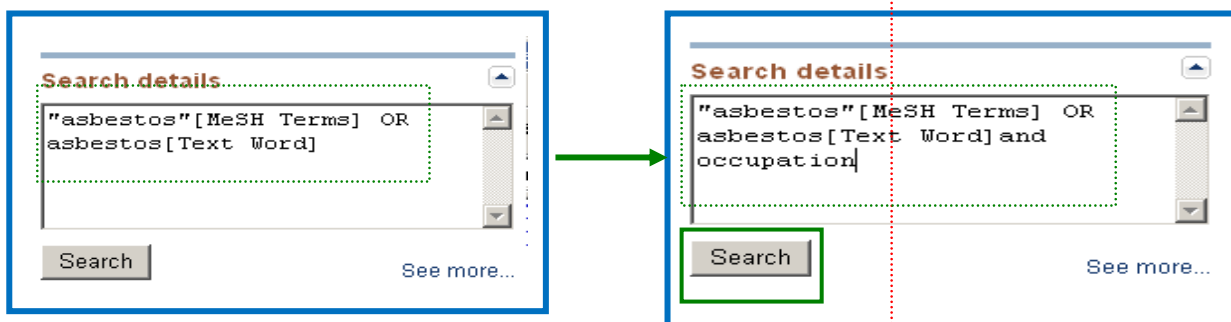 Search details
"asbestos"[MeSH Terms] OR
asbestos[Text Word]
Search
See more...
Search details
"asbestos"[MeSH Terms] OR
asbestos[Text Word]and
occupation
Search
See more...